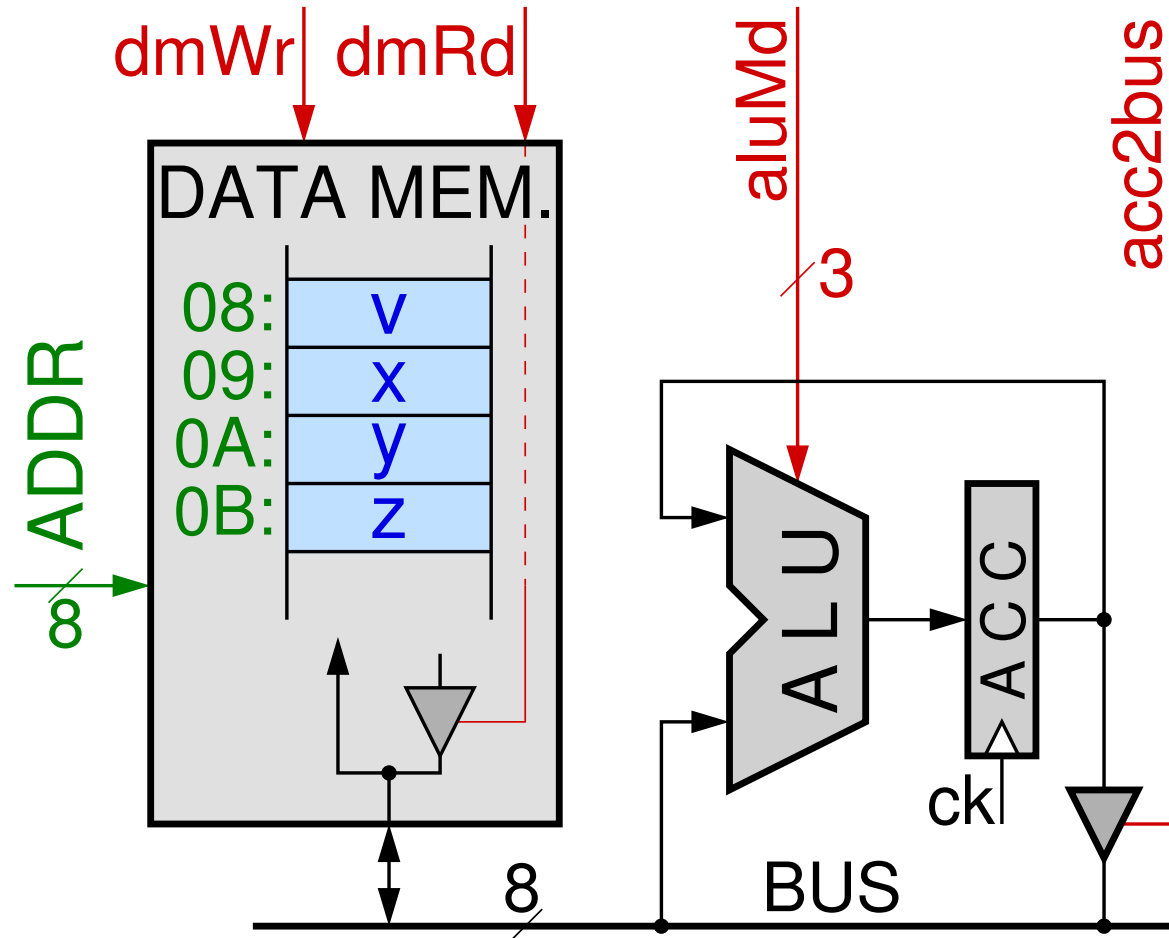 dmWr dmRd
aluMd
acc2bus
DATA MEM.
3
08: v
09: x
0A: y
0B: z
ADDR
8
ALU
ACC
ck
8
BUS